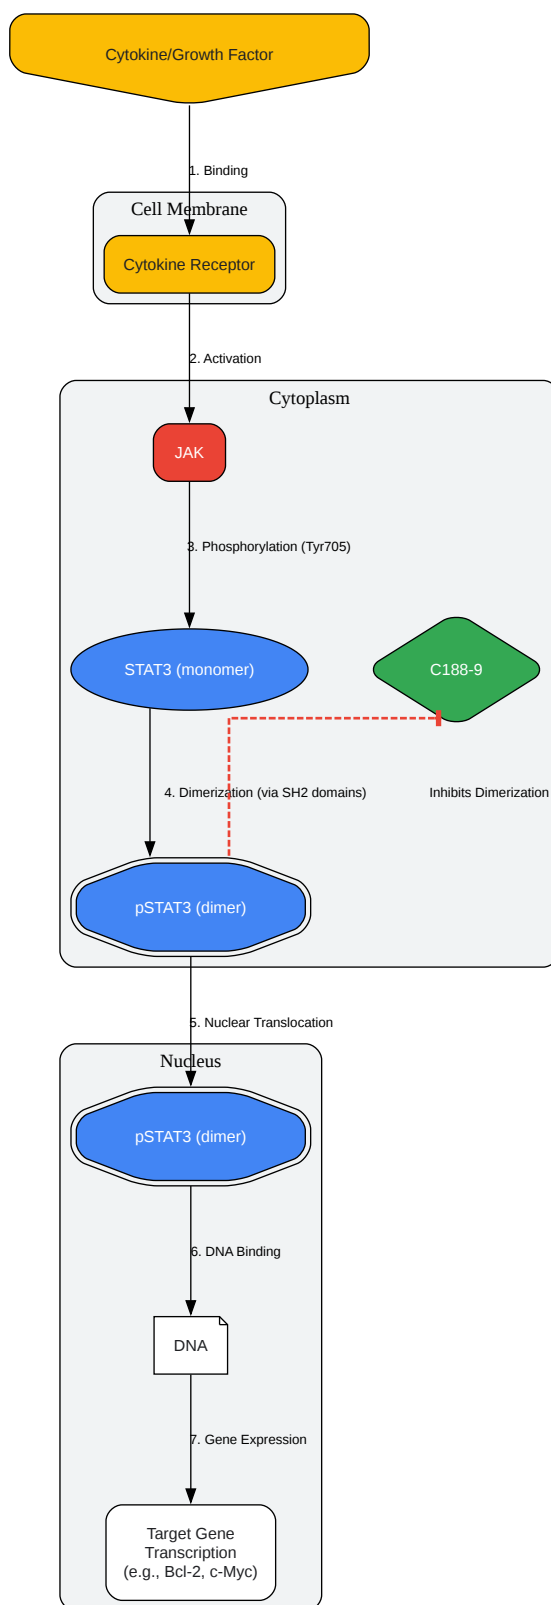 Cytokine/Growth Factor
1. Binding
Cell Membrane
Cytokine Receptor
2. Activation
Cytoplasm
JAK
3. Phosphorylation (Tyr705)
STAT3 (monomer)
C188-9
4. Dimerization (via SH2 domains)
Inhibits Dimerization
pSTAT3 (dimer)
5. Nuclear Translocation
Nucleus
pSTAT3 (dimer)
6. DNA Binding
DNA
7. Gene Expression
Target Gene
Transcription
(e.g., Bcl-2, c-Myc)